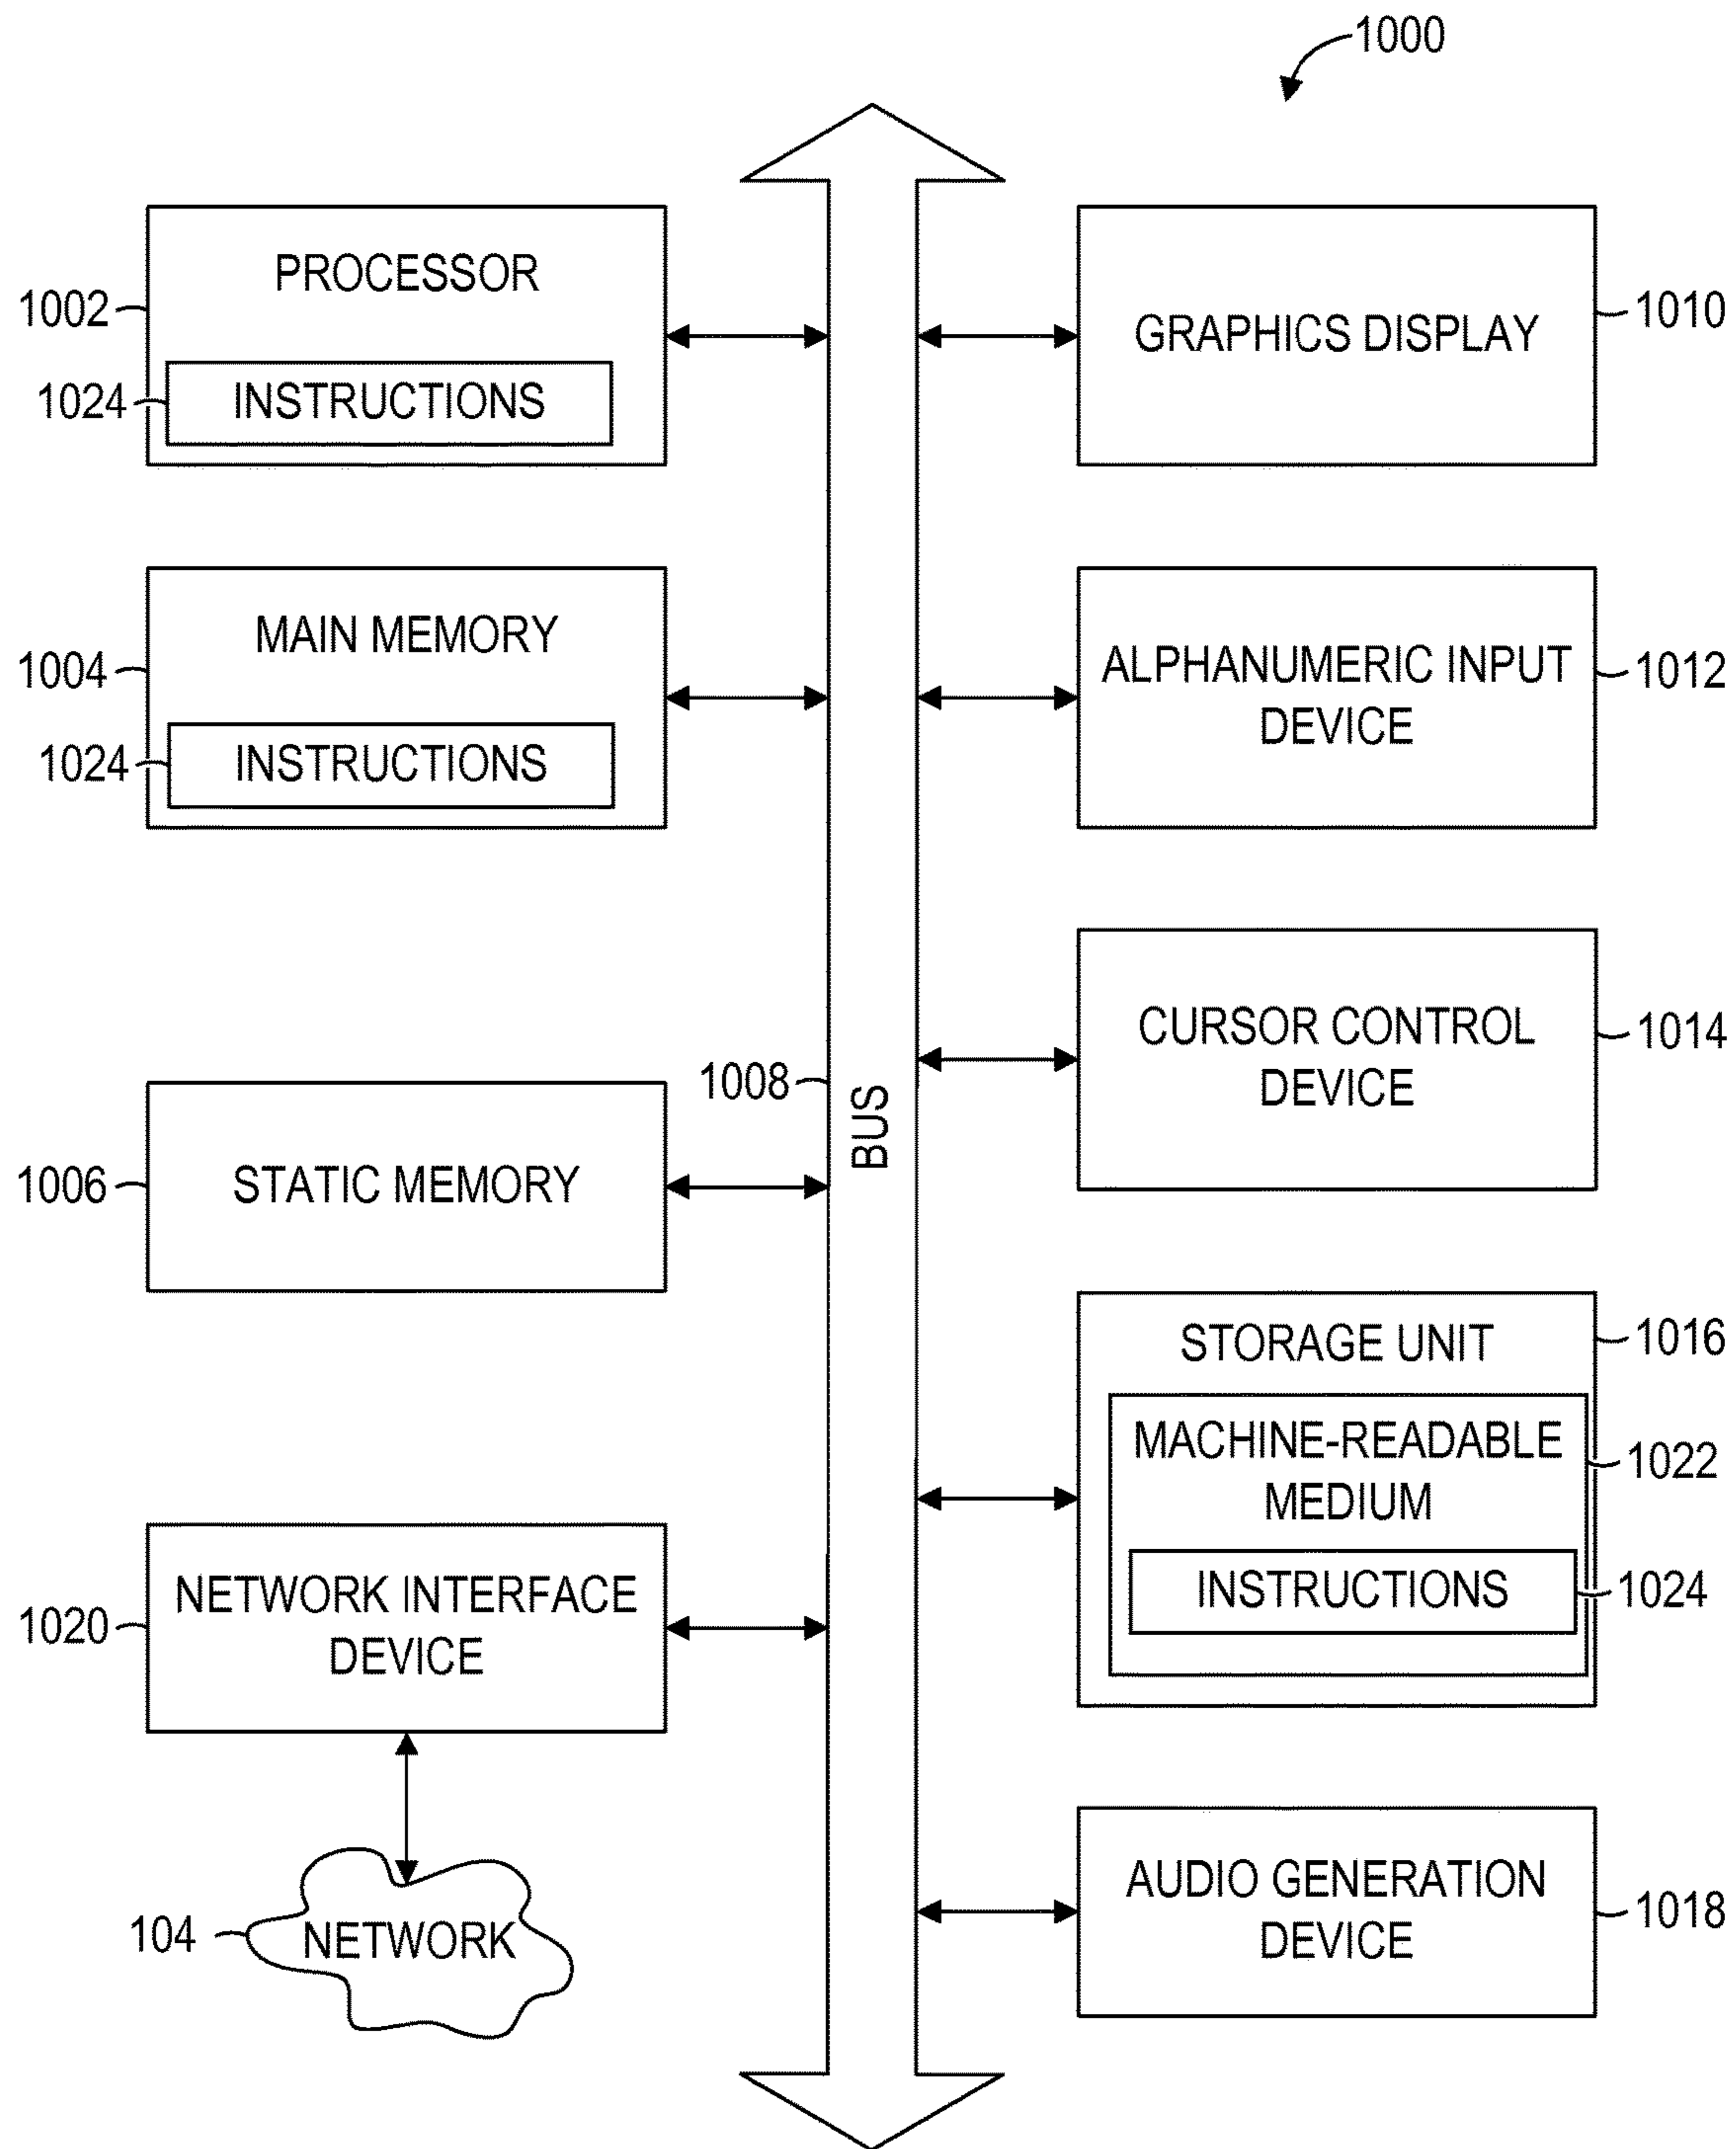 1000
PROCESSOR
1002
1024
INSTRUCTIONS
MAIN MEMORY
1004
1024
INSTRUCTIONS
1006
STATIC MEMORY
1020
NETWORK INTERFACE
DEVICE
104
NETWORK
1008
BUS
GRAPHICS DISPLAY
1010
ALPHANUMERIC INPUT
DEVICE
1012
CURSOR CONTROL
DEVICE
1014
STORAGE UNIT
1016
MACHINE-READABLE
MEDIUM
1022
INSTRUCTIONS
1024
AUDIO GENERATION
DEVICE
1018